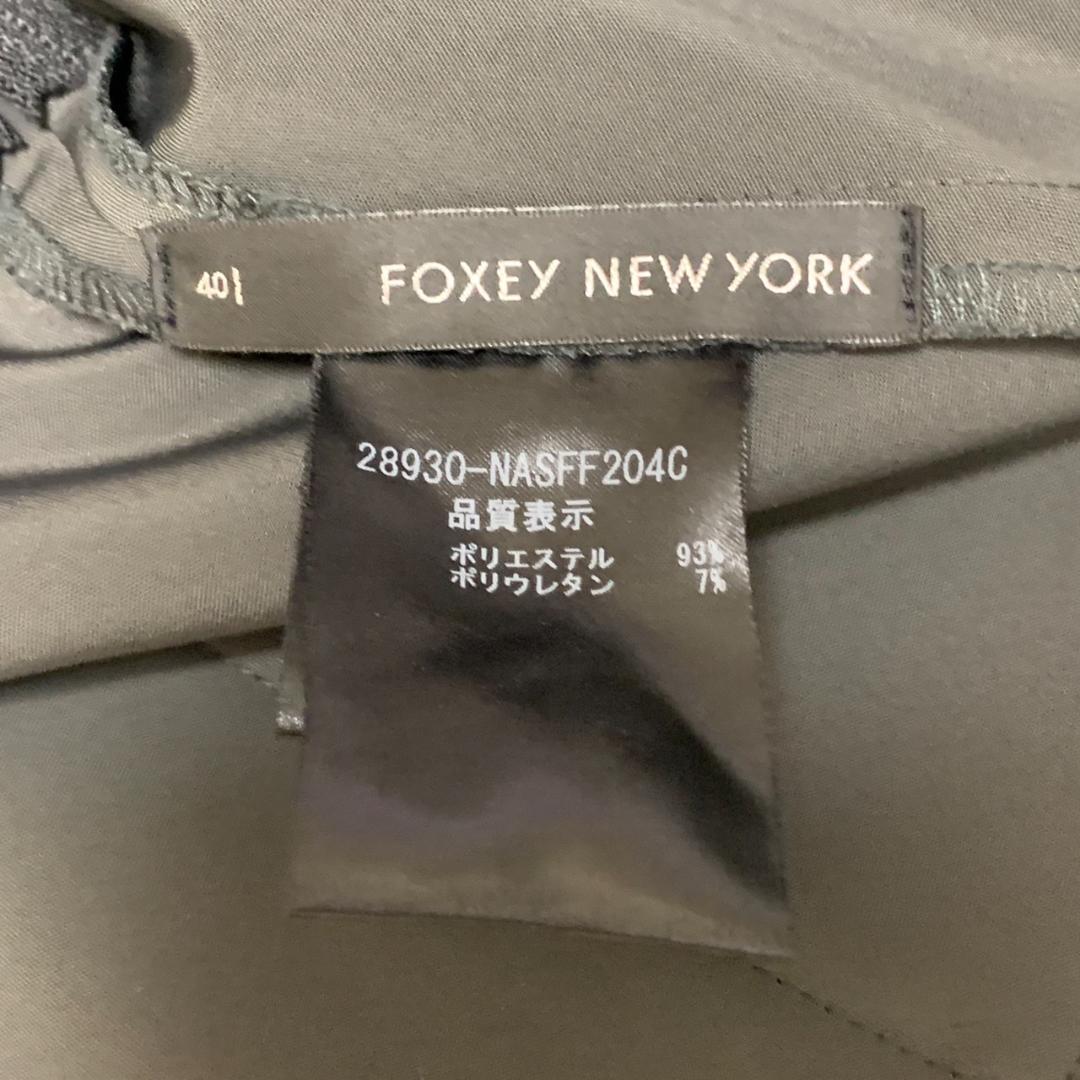 40 FOXEY NEW YORK
28930-NASFF204C
品質表示
ポリエステル 93%
ポリウレタン 7%